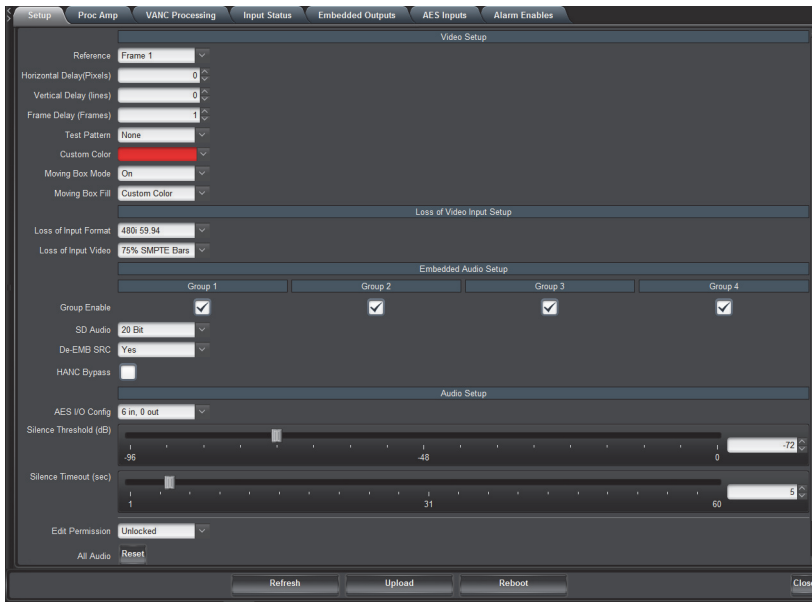 Setup Proc Amp VANC Processing Input Status Embedded Outputs AES Inputs Alarm Enables
Video Setup
Reference Frame 1
Horizontal Delay(Pixels) 0
Vertical Delay (lines) 0
Frame Delay (Frames) 1
Test Pattern None
Custom Color
Moving Box Mode On
Moving Box Fill Custom Color
Loss of Video Input Setup
Loss of Input Format 480i 59.94
Loss of Input Video 75% SMPTE Bars
Embedded Audio Setup
Group 1 Group 2 Group 3 Group 4
Group Enable
SD Audio 20 Bit
De-EMB SRC Yes
HANC Bypass
Audio Setup
AES I/O Config 6 in, 0 out
Silence Threshold (dB) -72
-96 -48 0
Silence Timeout (sec) 5
1 31 60
Edit Permission Unlocked
All Audio Reset
Refresh Upload Reboot Close